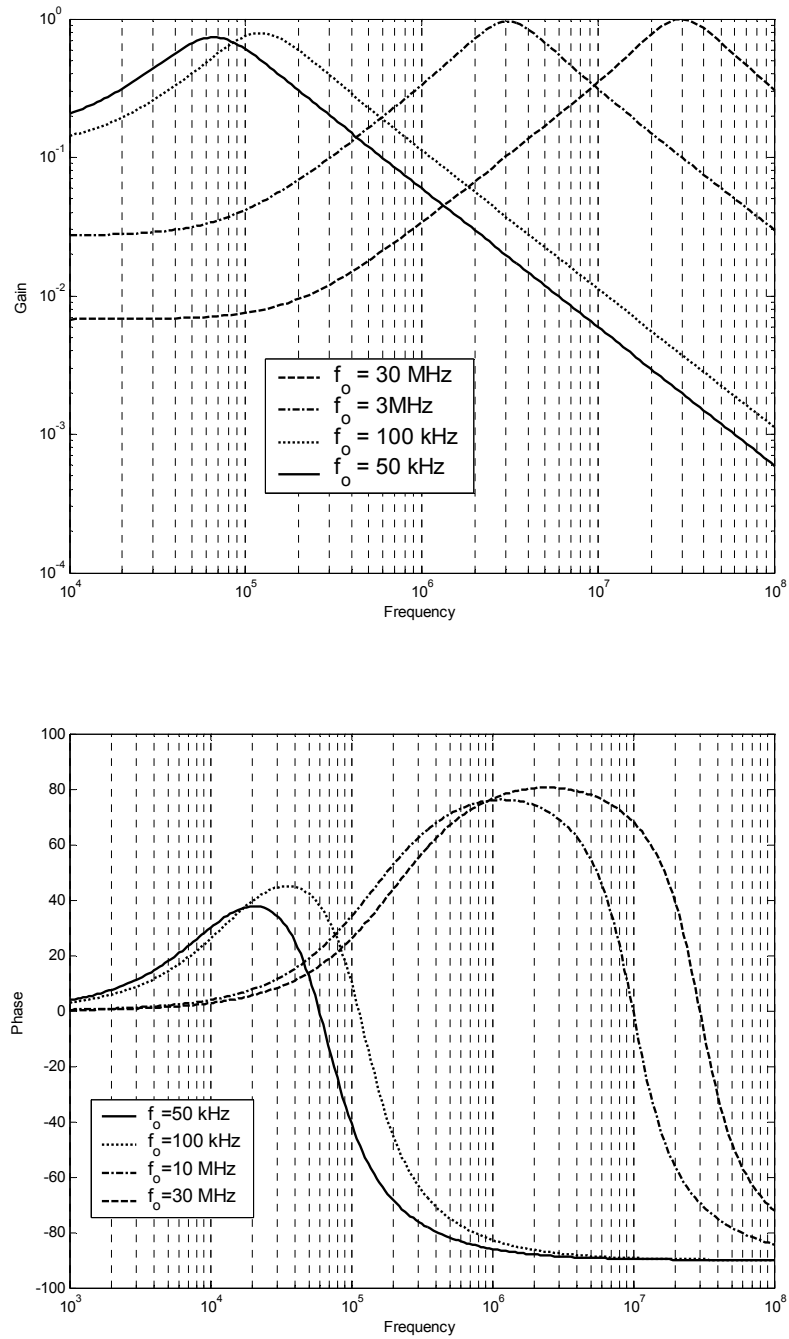 10^0
10^-1
10^-2
10^-3
10^-4
Gain
f_o = 30 MHz
f_o = 3MHz
f_o = 100 kHz
f_o = 50 kHz
10^4 10^5 10^6 10^7 10^8
Frequency
100
80
60
40
20
0
-20
-40
-60
-80
-100
Phase
f_o=50 kHz
f_o=100 kHz
f_o=10 MHz
f_o=30 MHz
10^3 10^4 10^5 10^6 10^7 10^8
Frequency